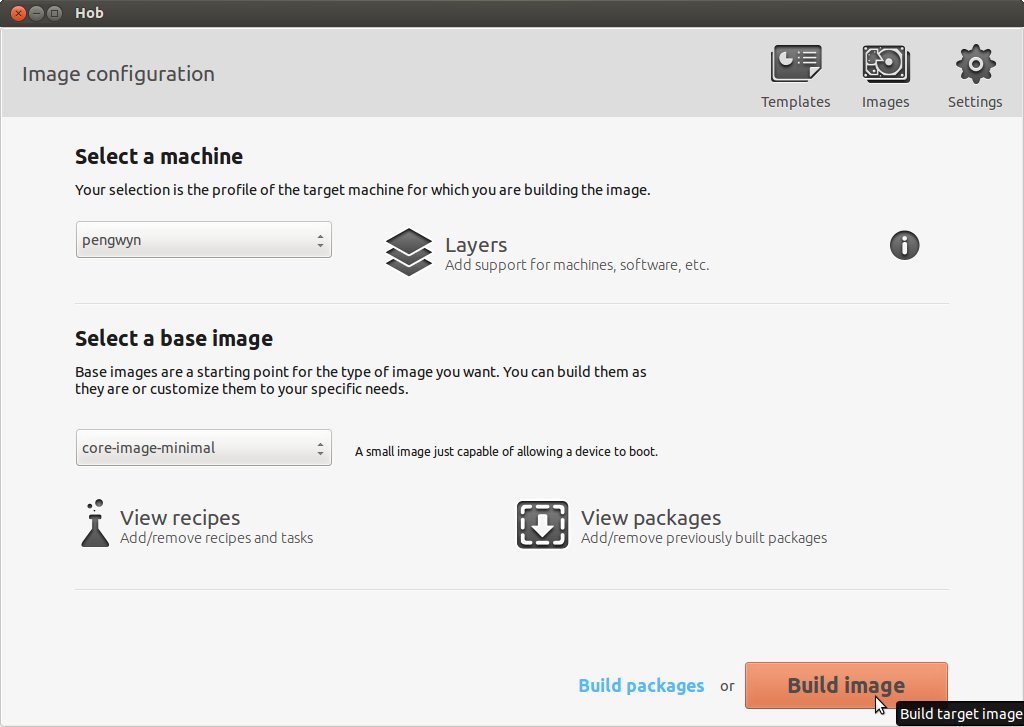 Hob
Image configuration
Templates
Images
Settings
Select a machine
Your selection is the profile of the target machine for which you are building the image.
pengwyn
Layers
Add support for machines, software, etc.
Select a base image
Base images are a starting point for the type of image you want. You can build them as
they are or customize them to your specific needs.
core-image-minimal
A small image just capable of allowing a device to boot.
View recipes
Add/remove recipes and tasks
View packages
Add/remove previously built packages
Build packages or
Build image
Build target image